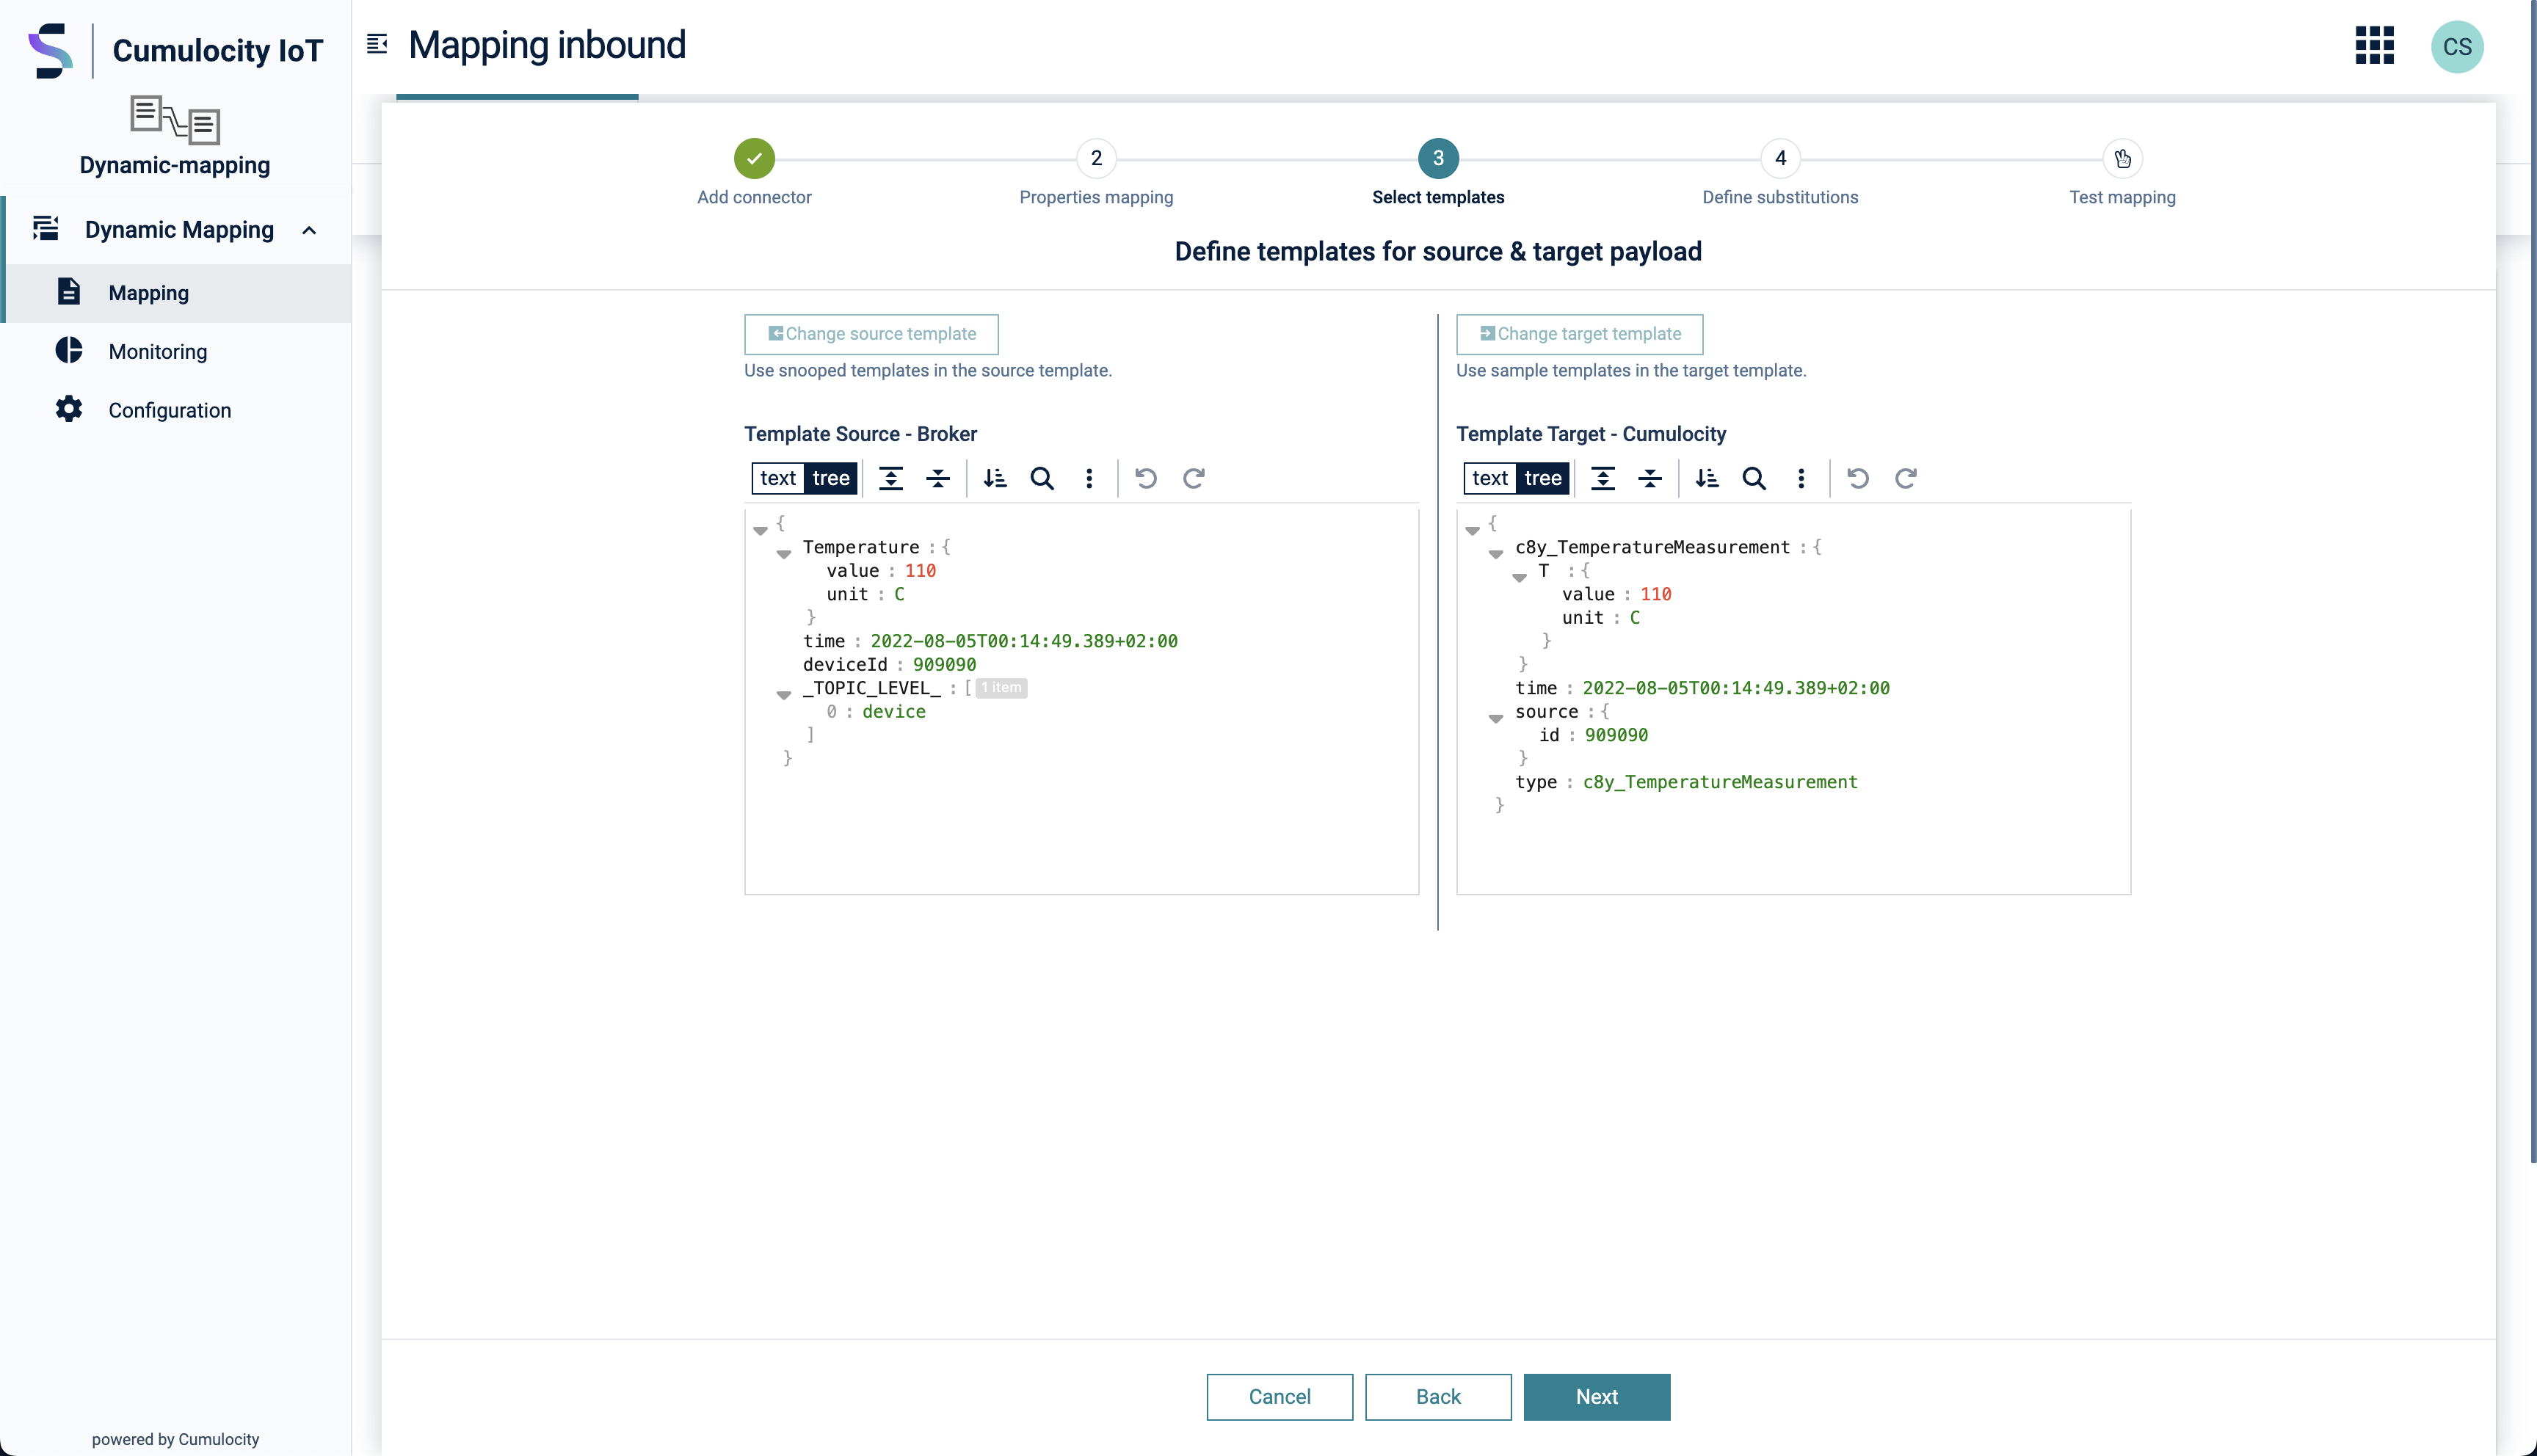 Cumulocity IoT
Mapping inbound
CS
Dynamic-mapping
Dynamic Mapping
Mapping
Monitoring
Configuration
powered by Cumulocity
2
3
4
Add connector
Properties mapping
Select templates
Define substitutions
Test mapping
Define templates for source & target payload
Change source template
Use snooped templates in the source template.
Template Source - Broker
text tree
{
Temperature : {
value : 110
unit : C
}
time : 2022-08-05T00:14:49.389+02:00
deviceId : 909090
_TOPIC_LEVEL_ : [ 1 item
0 : device
]
}
Change target template
Use sample templates in the target template.
Template Target - Cumulocity
text tree
{
c8y_TemperatureMeasurement : {
T : {
value : 110
unit : C
}
}
time : 2022-08-05T00:14:49.389+02:00
source : {
id : 909090
}
type : c8y_TemperatureMeasurement
}
Cancel
Back
Next